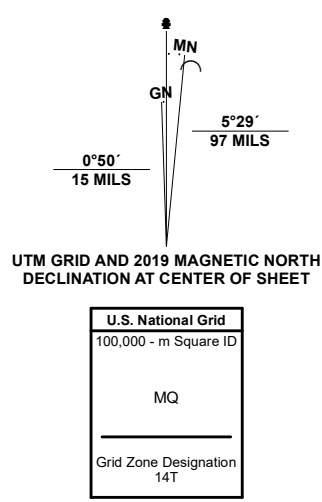 MN
GN
5°29´
97 MILS
0°50´
15 MILS
UTM GRID AND 2019 MAGNETIC NORTH
DECLINATION AT CENTER OF SHEET
U.S. National Grid
100,000 - m Square ID
MQ
Grid Zone Designation
14T